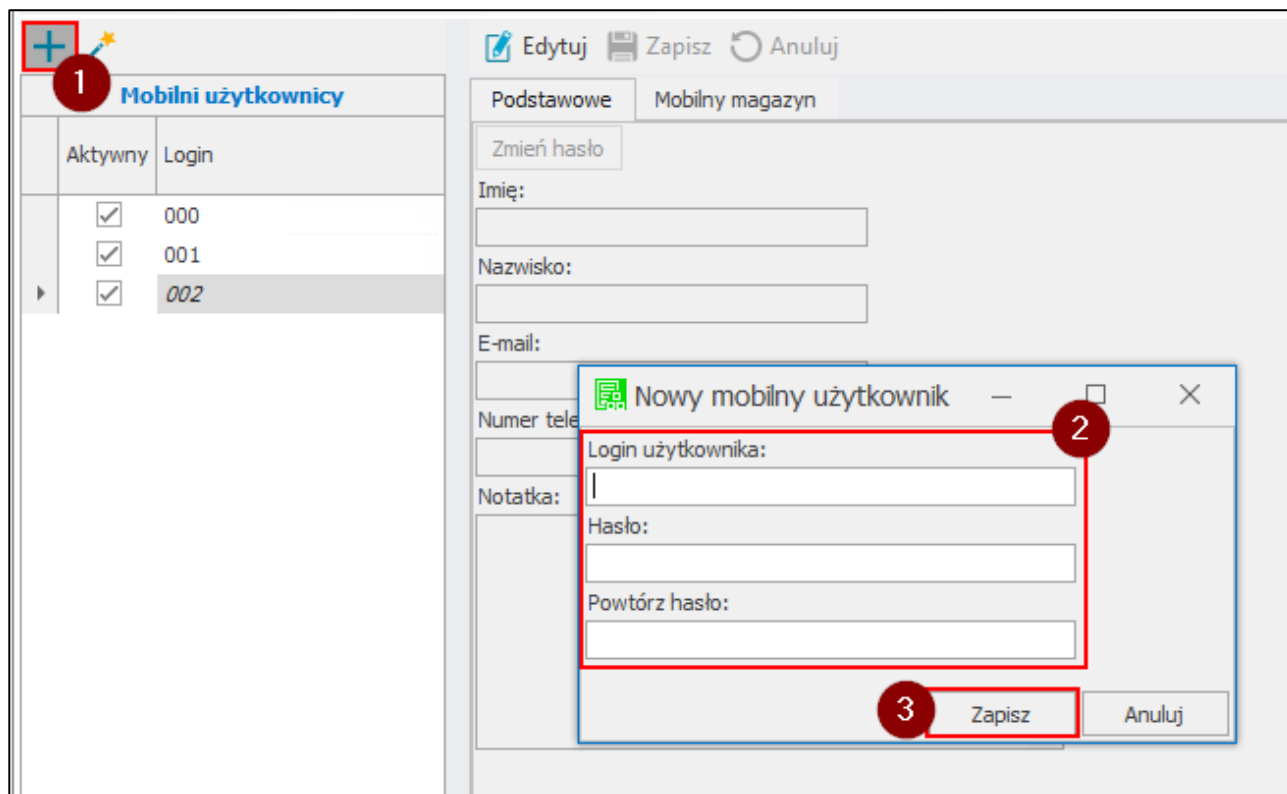 1
Mobilni użytkownicy
Aktywny Login
000
001
002
Edytuj Zapisz Anuluj
Podstawowe Mobilny magazyn
Zmień hasło
Imię:
Nazwisko:
E-mail:
Numer tele
Notatka:
Nowy mobilny użytkownik
2
Login użytkownika:
Hasło:
Powtórz hasło:
3 Zapisz Anuluj